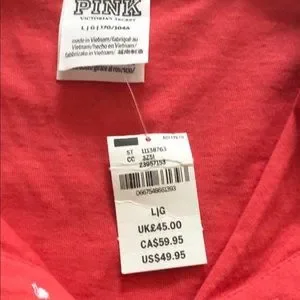 PINK
VICTORIA'S SECRET
L|G|170/104A
made in Vietnam/fabriqué au
Vietnam/hecho en Vietnam/
ST 11138763
CC 3Z5I
23957153
L|G
UK£45.00
CA$59.95
US$49.95